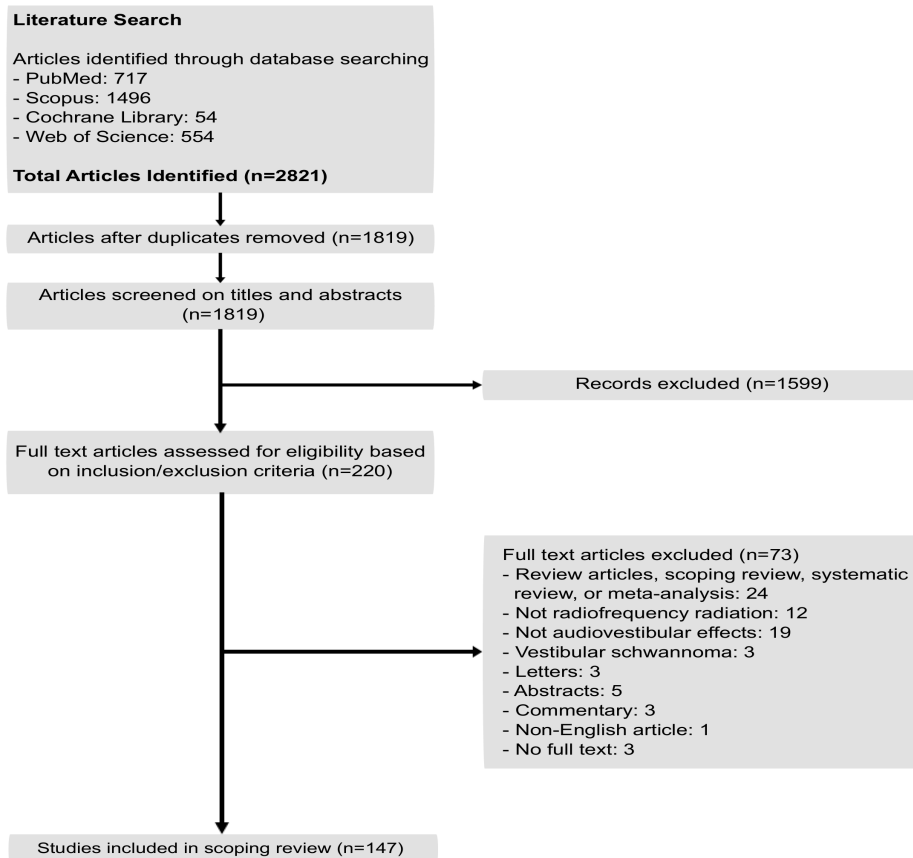 Literature Search
Articles identified through database searching
- PubMed: 717
- Scopus: 1496
- Cochrane Library: 54
- Web of Science: 554
Total Articles Identified (n=2821)
Articles after duplicates removed (n=1819)
Articles screened on titles and abstracts
(n=1819)
Records excluded (n=1599)
Full text articles assessed for eligibility based
on inclusion/exclusion criteria (n=220)
Full text articles excluded (n=73)
- Review articles, scoping review, systematic
review, or meta-analysis: 24
- Not radiofrequency radiation: 12
- Not audiovestibular effects: 19
- Vestibular schwannoma: 3
- Letters: 3
- Abstracts: 5
- Commentary: 3
- Non-English article: 1
- No full text: 3
Studies included in scoping review (n=147)